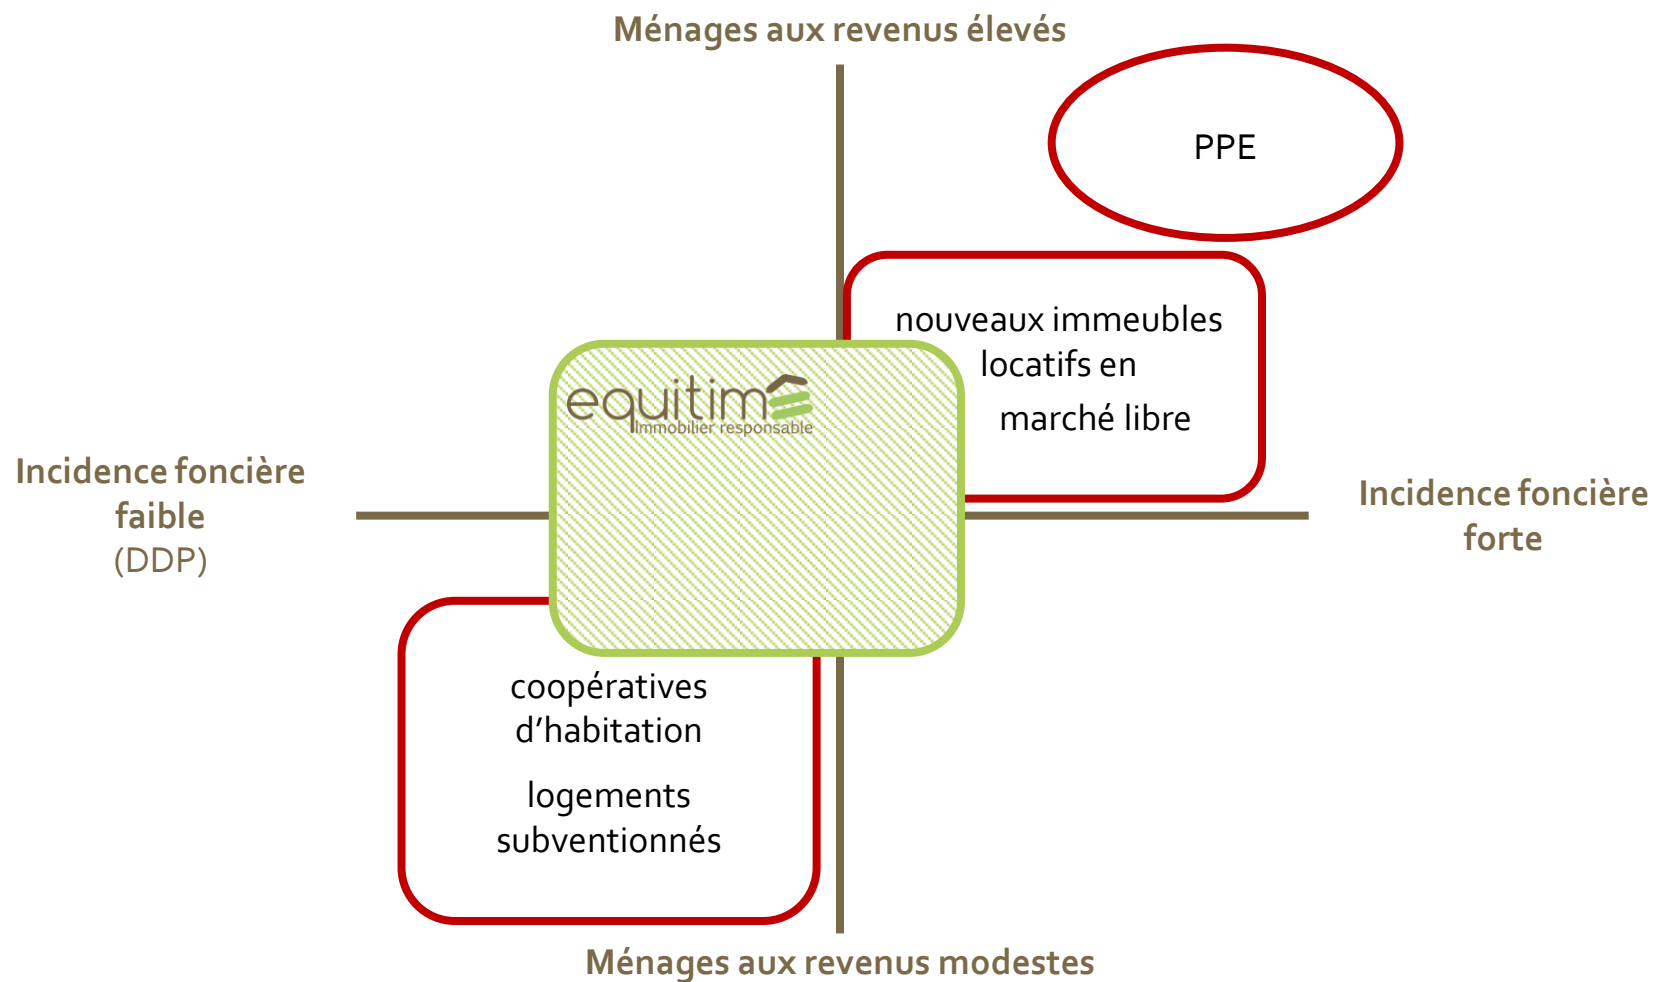 Ménages aux revenus élevés
PPE
nouveaux immeubles
locatifs en
marché libre
equitim
Immobilier responsable
Incidence foncière
faible
(DDP)
Incidence foncière
forte
coopératives
d’habitation
logements
subventionnés
Ménages aux revenus modestes